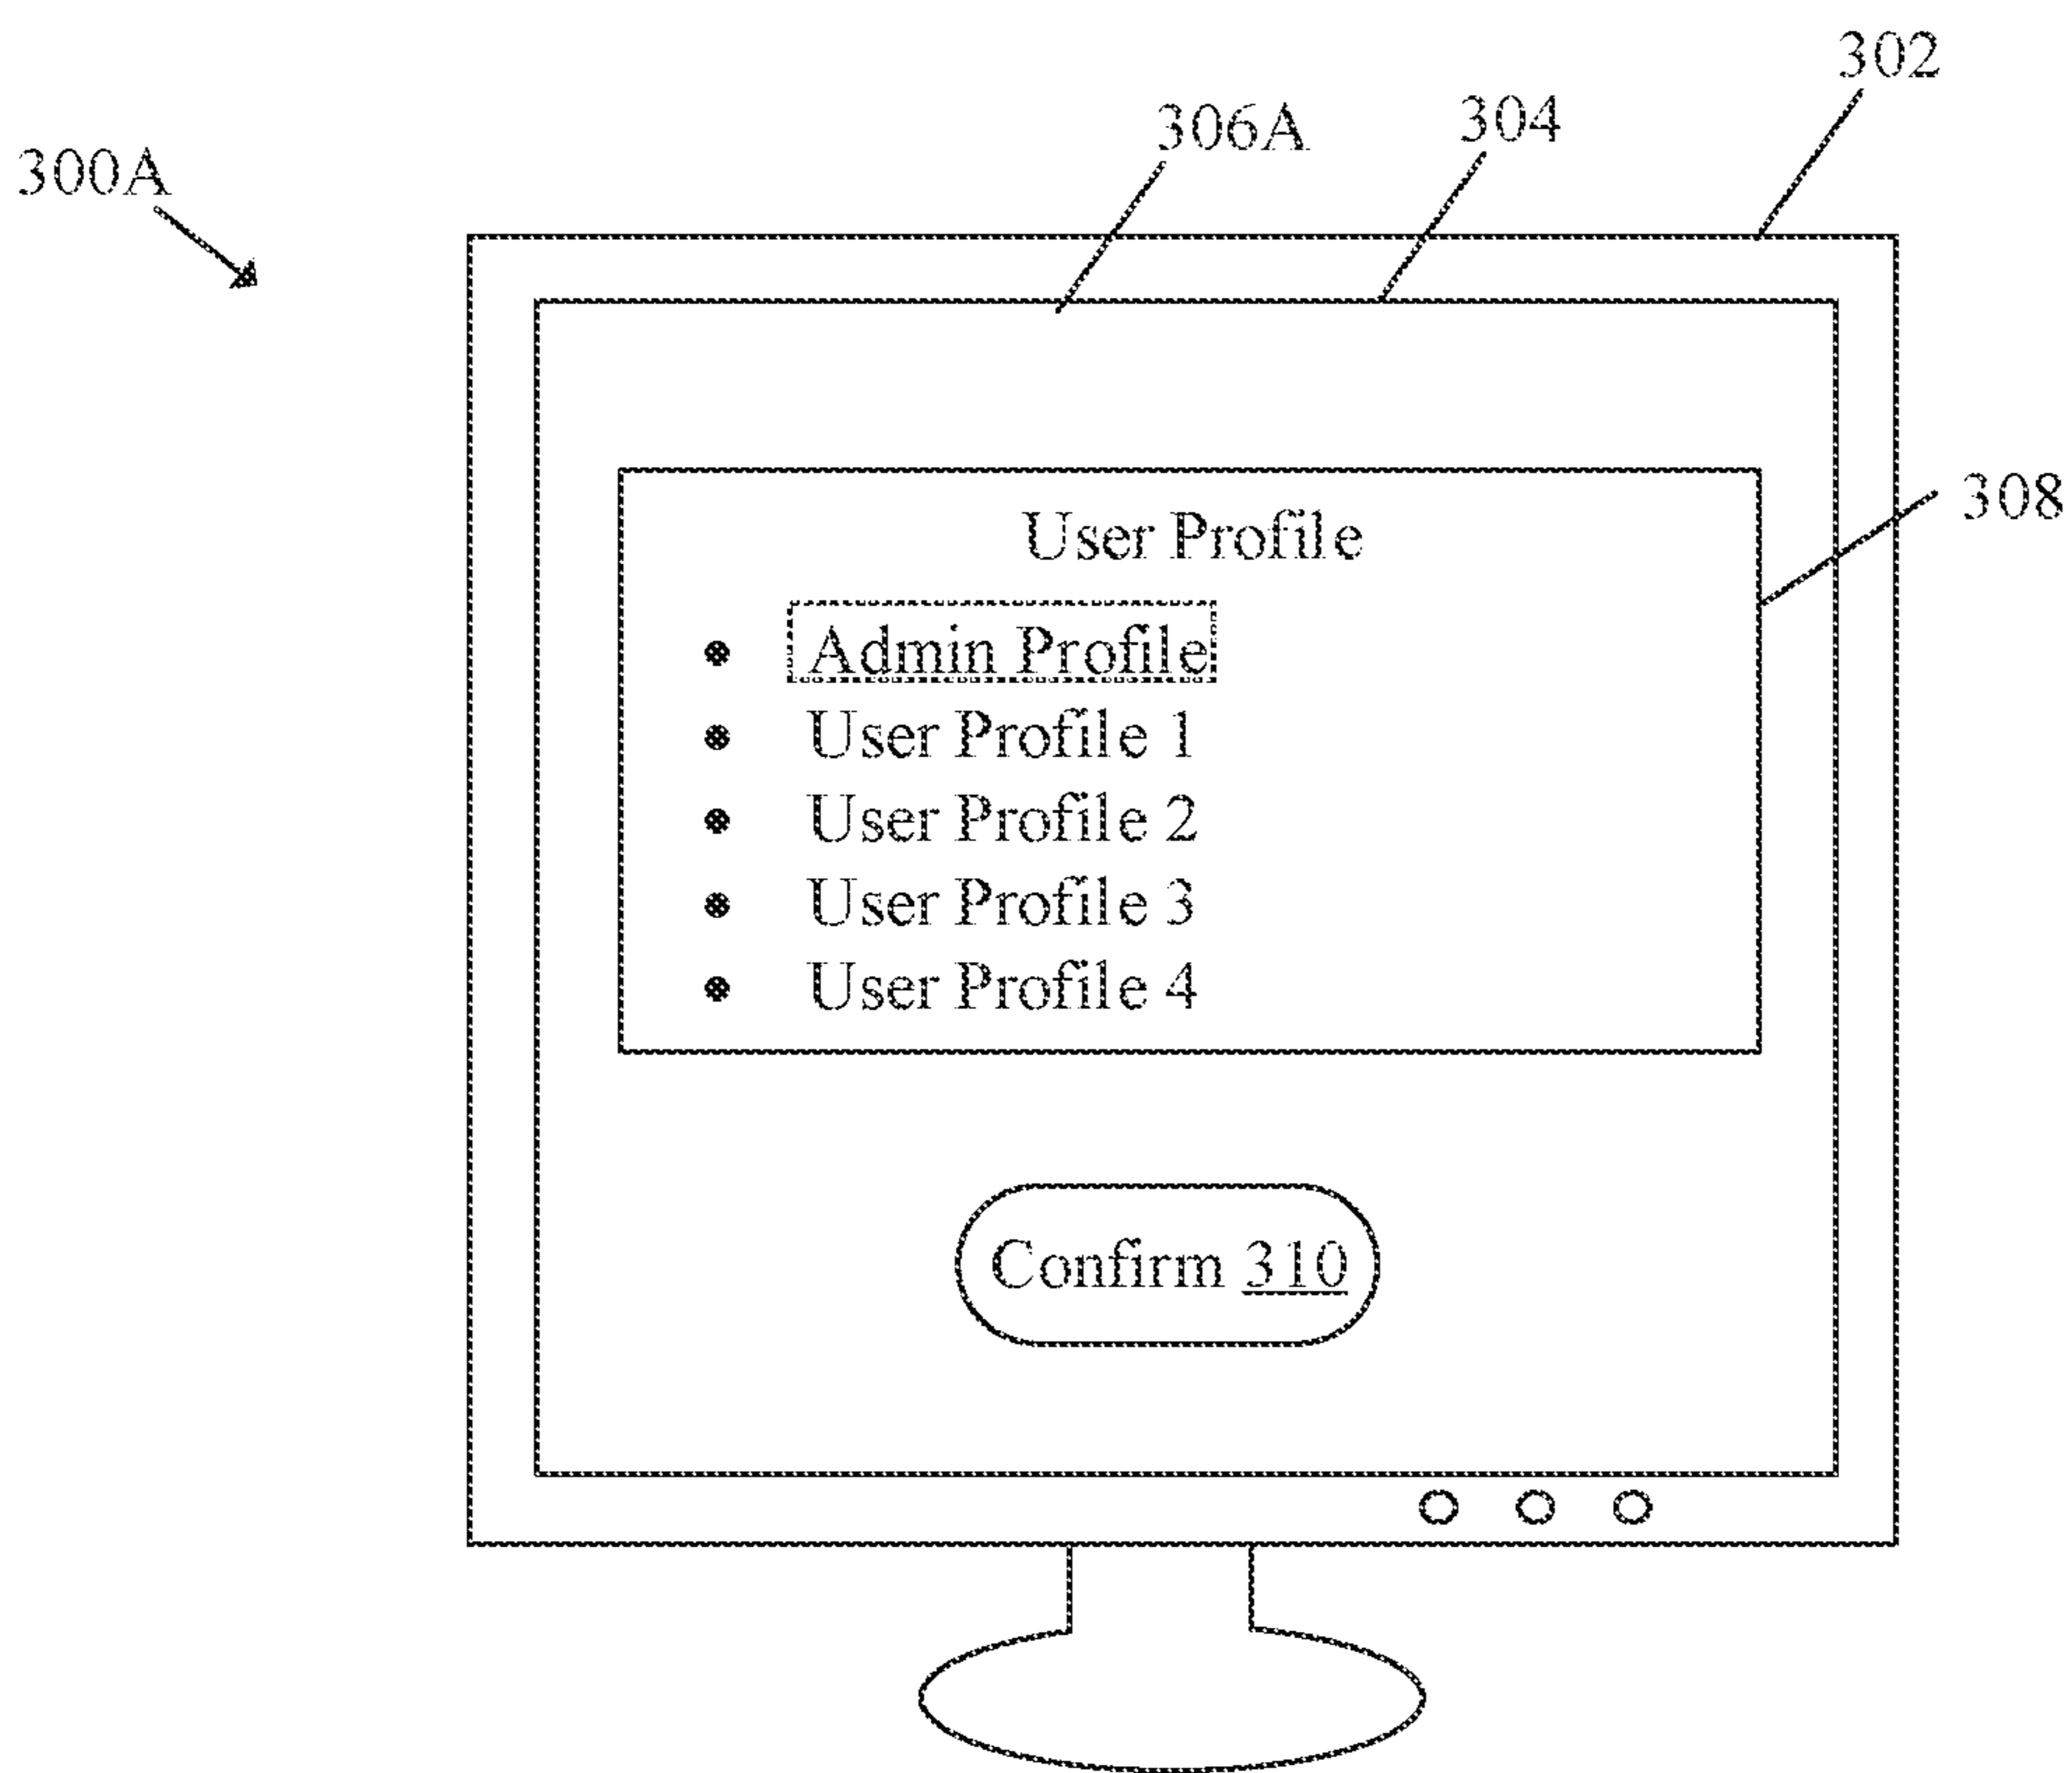 302
304
306A
300A
308
User Profile
• Admin Profile
• User Profile 1
• User Profile 2
• User Profile 3
• User Profile 4
Confirm 310